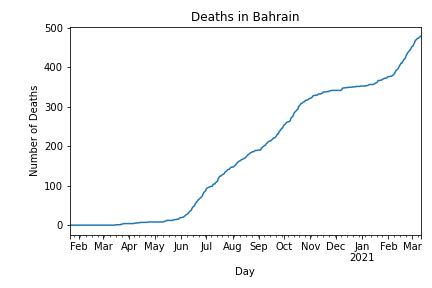 Deaths in Bahrain
Number of Deaths
500
400
300
200
100
0
Feb Mar Apr May Jun Jul Aug Sep Oct Nov Dec Jan Feb Mar
2021
Day